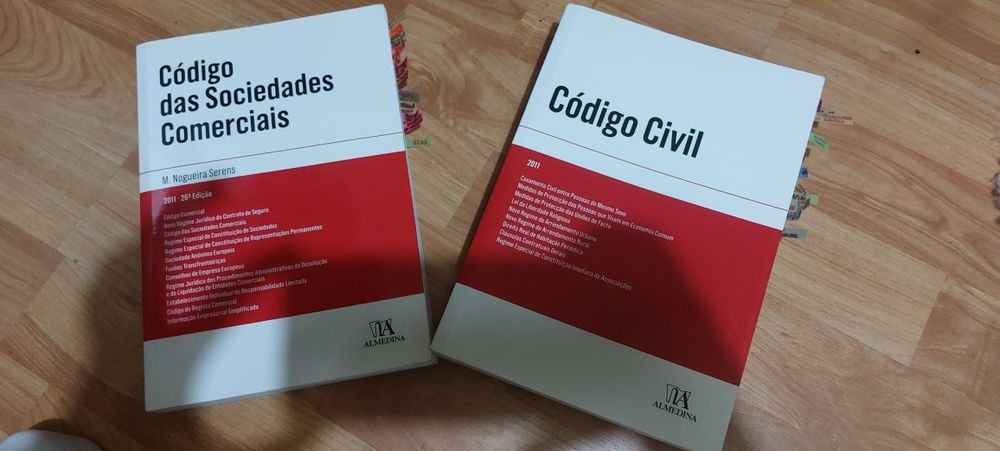 Código
das Sociedades
Comerciais
M. Nogueira Serens
2011 · 26ª Edição
Código Comercial
Novo Regime Jurídico do Contrato de Seguro
Código das Sociedades Comerciais
Regime Especial de Constituição de Sociedades
Regime Especial de Constituição de Representações Permanentes
Sociedade Anónima Europeia
Fusões Transfronteiriças
Conselhos de Empresa Europeus
Regime Jurídico dos Procedimentos Administrativos de Dissolução
e de Liquidação de Entidades Comerciais
Estabelecimento Individual de Responsabilidade Limitada
Código do Registo Comercial
Informação Empresarial Simplificada
ALMEDINA
Código Civil
2011
Casamento Civil entre Pessoas do Mesmo Sexo
Medidas de Protecção das Pessoas que Vivam em Economia Comum
Medidas de Protecção das Uniões de Facto
Lei da Liberdade Religiosa
Novo Regime do Arrendamento Urbano
Novo Regime do Arrendamento Rural
Direito Real de Habitação Periódica
Cláusulas Contratuais Gerais
Regime Especial de Constituição Imediata de Associações
ALMEDINA